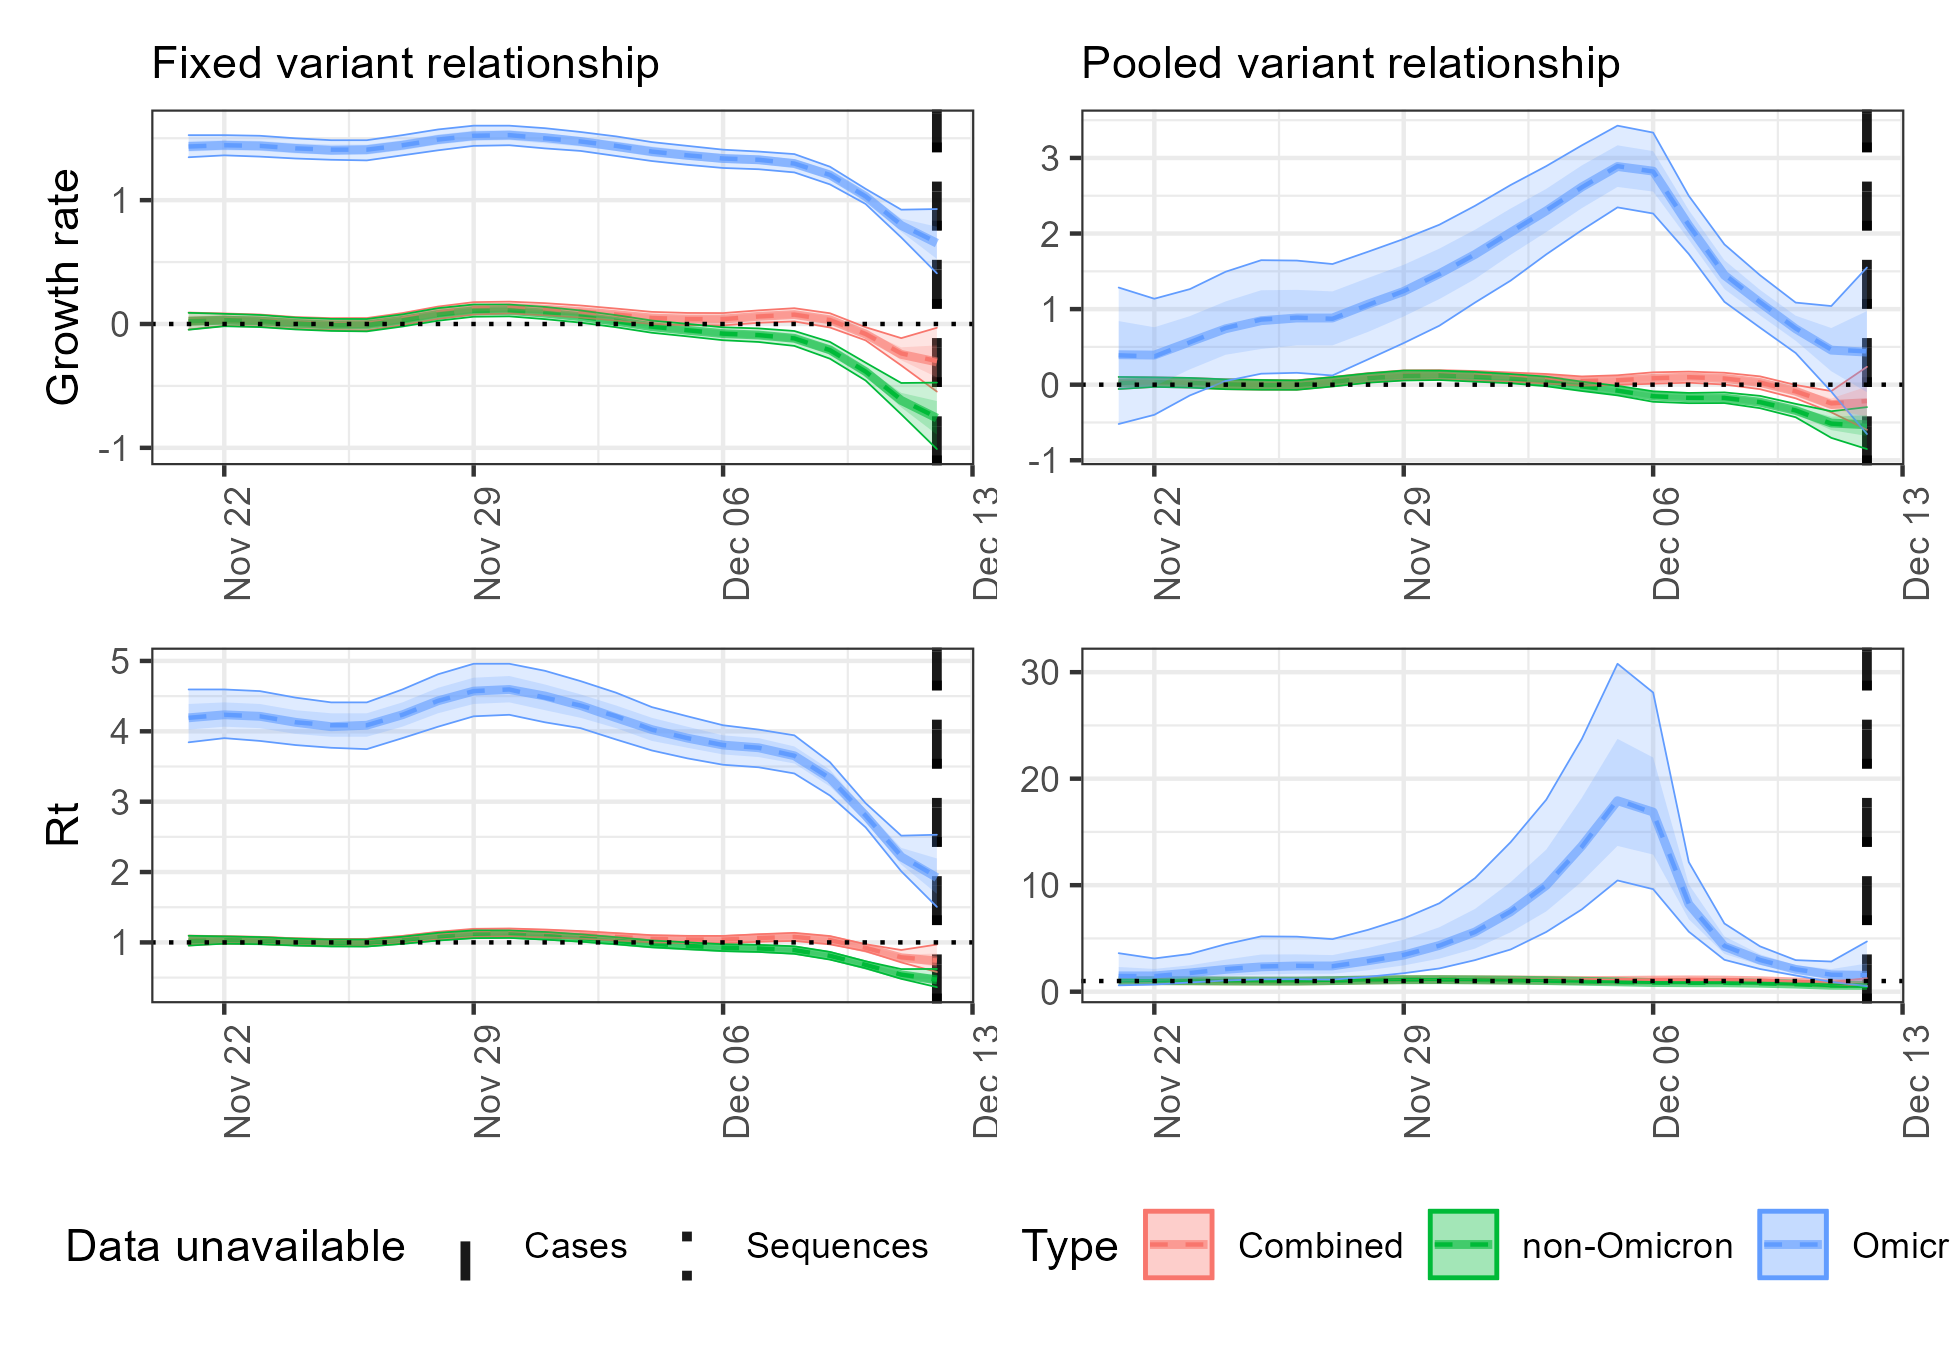 Fixed variant relationship
Pooled variant relationship
Growth rate
1
0
-1
3
2
1
0
-1
Nov 22
Nov 29
Dec 06
Dec 13
Nov 22
Nov 29
Dec 06
Dec 13
Rt
5
4
3
2
1
30
20
10
0
Nov 22
Nov 29
Dec 06
Dec 13
Nov 22
Nov 29
Dec 06
Dec 13
Data unavailable Cases Sequences
Type Combined non-Omicron Omicr